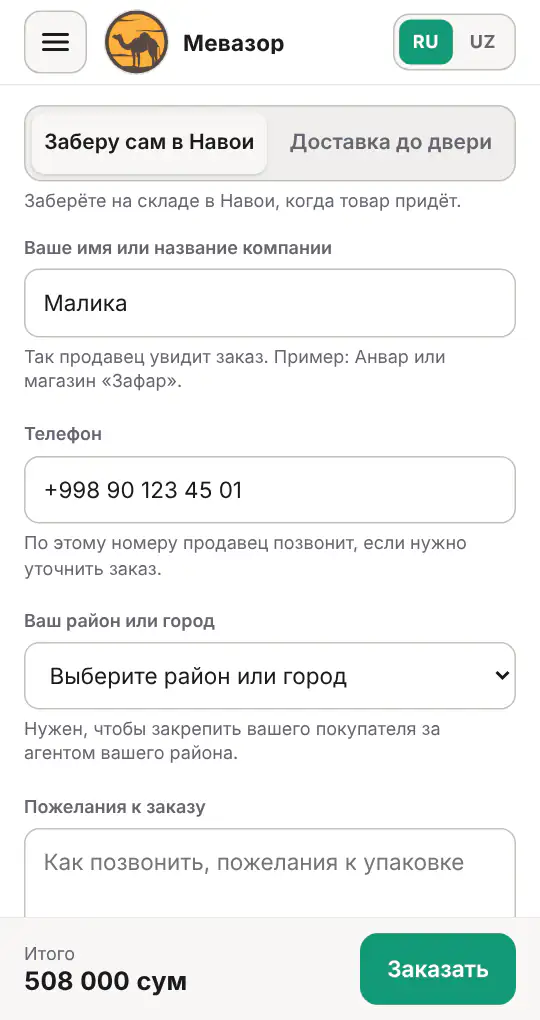 Мевазор
RU UZ
Заберу сам в Навои
Доставка до двери
Заберёте на складе в Навои, когда товар придёт.
Ваше имя или название компании
Малика
Так продавец увидит заказ. Пример: Анвар или
магазин «Зафар».
Телефон
+998 90 123 45 01
По этому номеру продавец позвонит, если нужно
уточнить заказ.
Ваш район или город
Выберите район или город
Нужен, чтобы закрепить вашего покупателя за
агентом вашего района.
Пожелания к заказу
Как позвонить, пожелания к упаковке
Итого
508 000 сум
Заказать